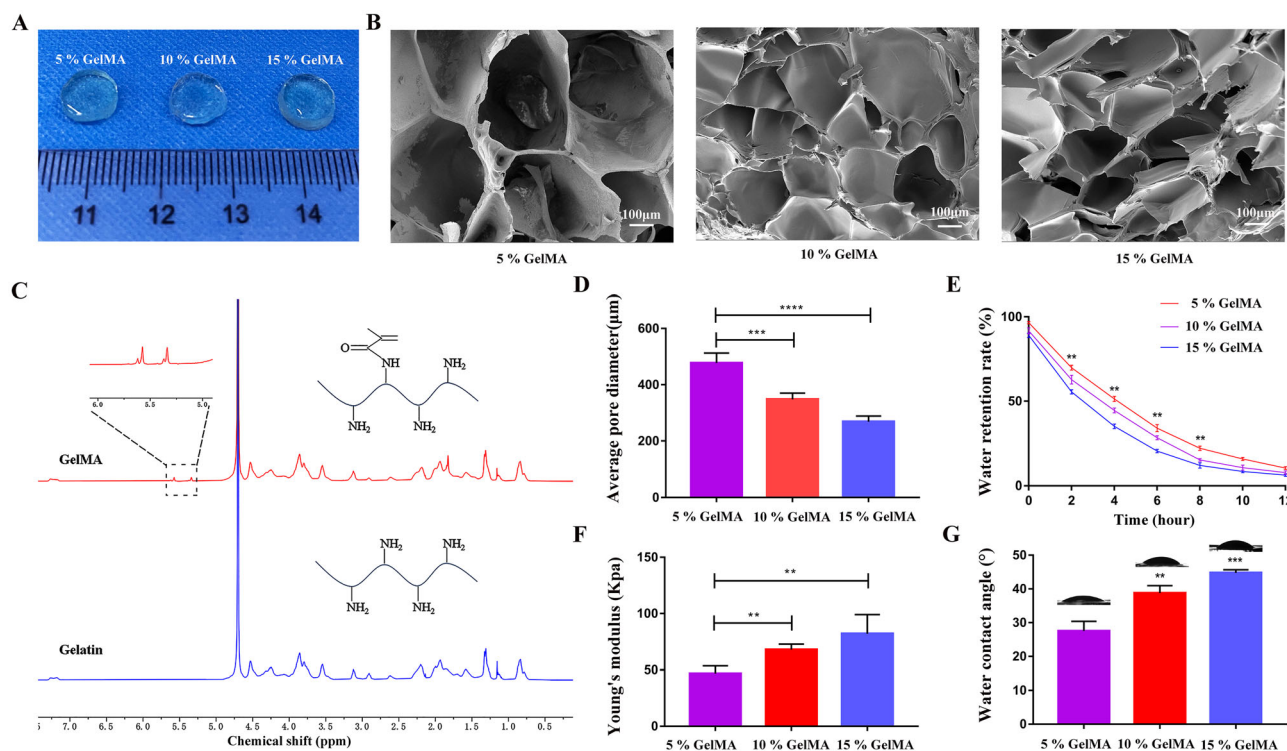 A
5 % GelMA
10 % GelMA
15 % GelMA
11
12
13
14
B
100μm
100μm
100μm
5 % GelMA
10 % GelMA
15 % GelMA
C
6.0
5.5
5.0
O
NH
NH2
NH2
NH2
NH2
GelMA
NH2
NH2
NH2
NH2
Gelatin
5.5
5.0
4.5
4.0
3.5
3.0
2.5
2.0
1.5
1.0
0.5
Chemical shift (ppm)
D
Average pore diameter(μm)
600
400
200
0
***
****
5 % GelMA
10 % GelMA
15 % GelMA
E
Water retention rate (%)
100
50
0
5 % GelMA
10 % GelMA
15 % GelMA
**
**
**
**
0
2
4
6
8
10
12
Time (hour)
F
Young's modulus (Kpa)
150
100
50
0
**
**
5 % GelMA
10 % GelMA
15 % GelMA
G
Water contact angle (°)
50
40
30
20
10
0
**
***
5 % GelMA
10 % GelMA
15 % GelMA